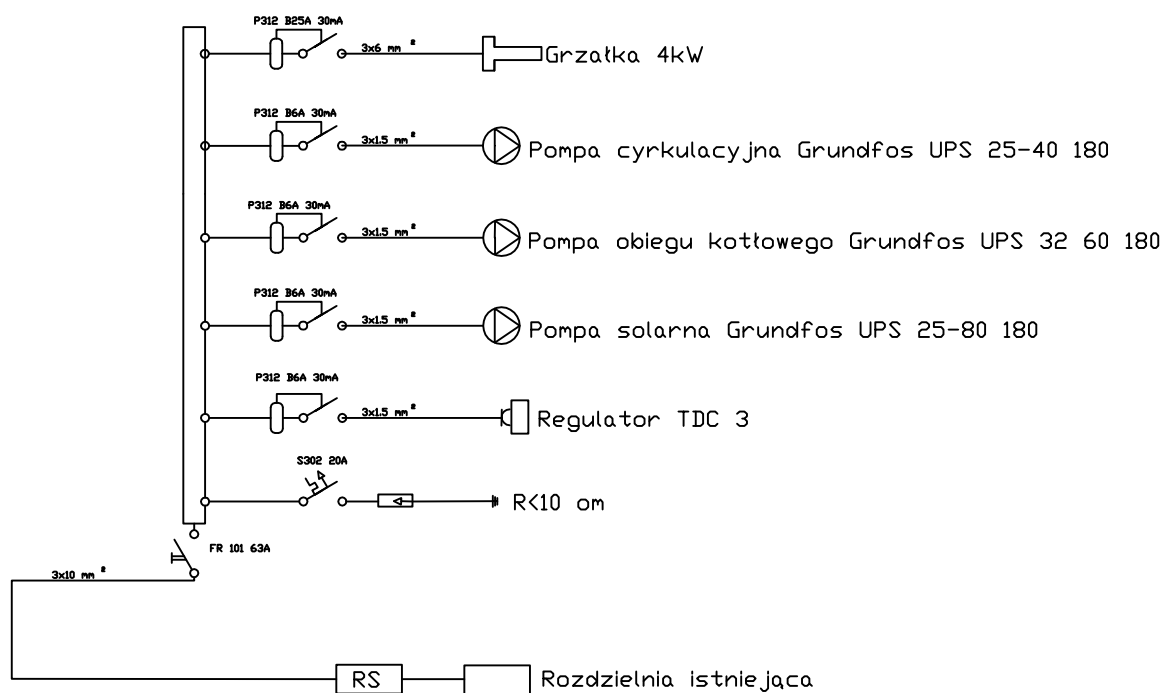 P312 B25A 30mA
3x6 mm²
Grzałka 4kW
P312 B6A 30mA
3x1.5 mm²
Pompa cyrkulacyjna Grundfos UPS 25-40 180
P312 B6A 30mA
3x1.5 mm²
Pompa obiegu kotłowego Grundfos UPS 32 60 180
P312 B6A 30mA
3x1.5 mm²
Pompa solarna Grundfos UPS 25-80 180
P312 B6A 30mA
3x1.5 mm²
Regulator TDC 3
S302 20A
R<10 om
FR 101 63A
3x10 mm²
RS
Rozdzielnia istniejąca